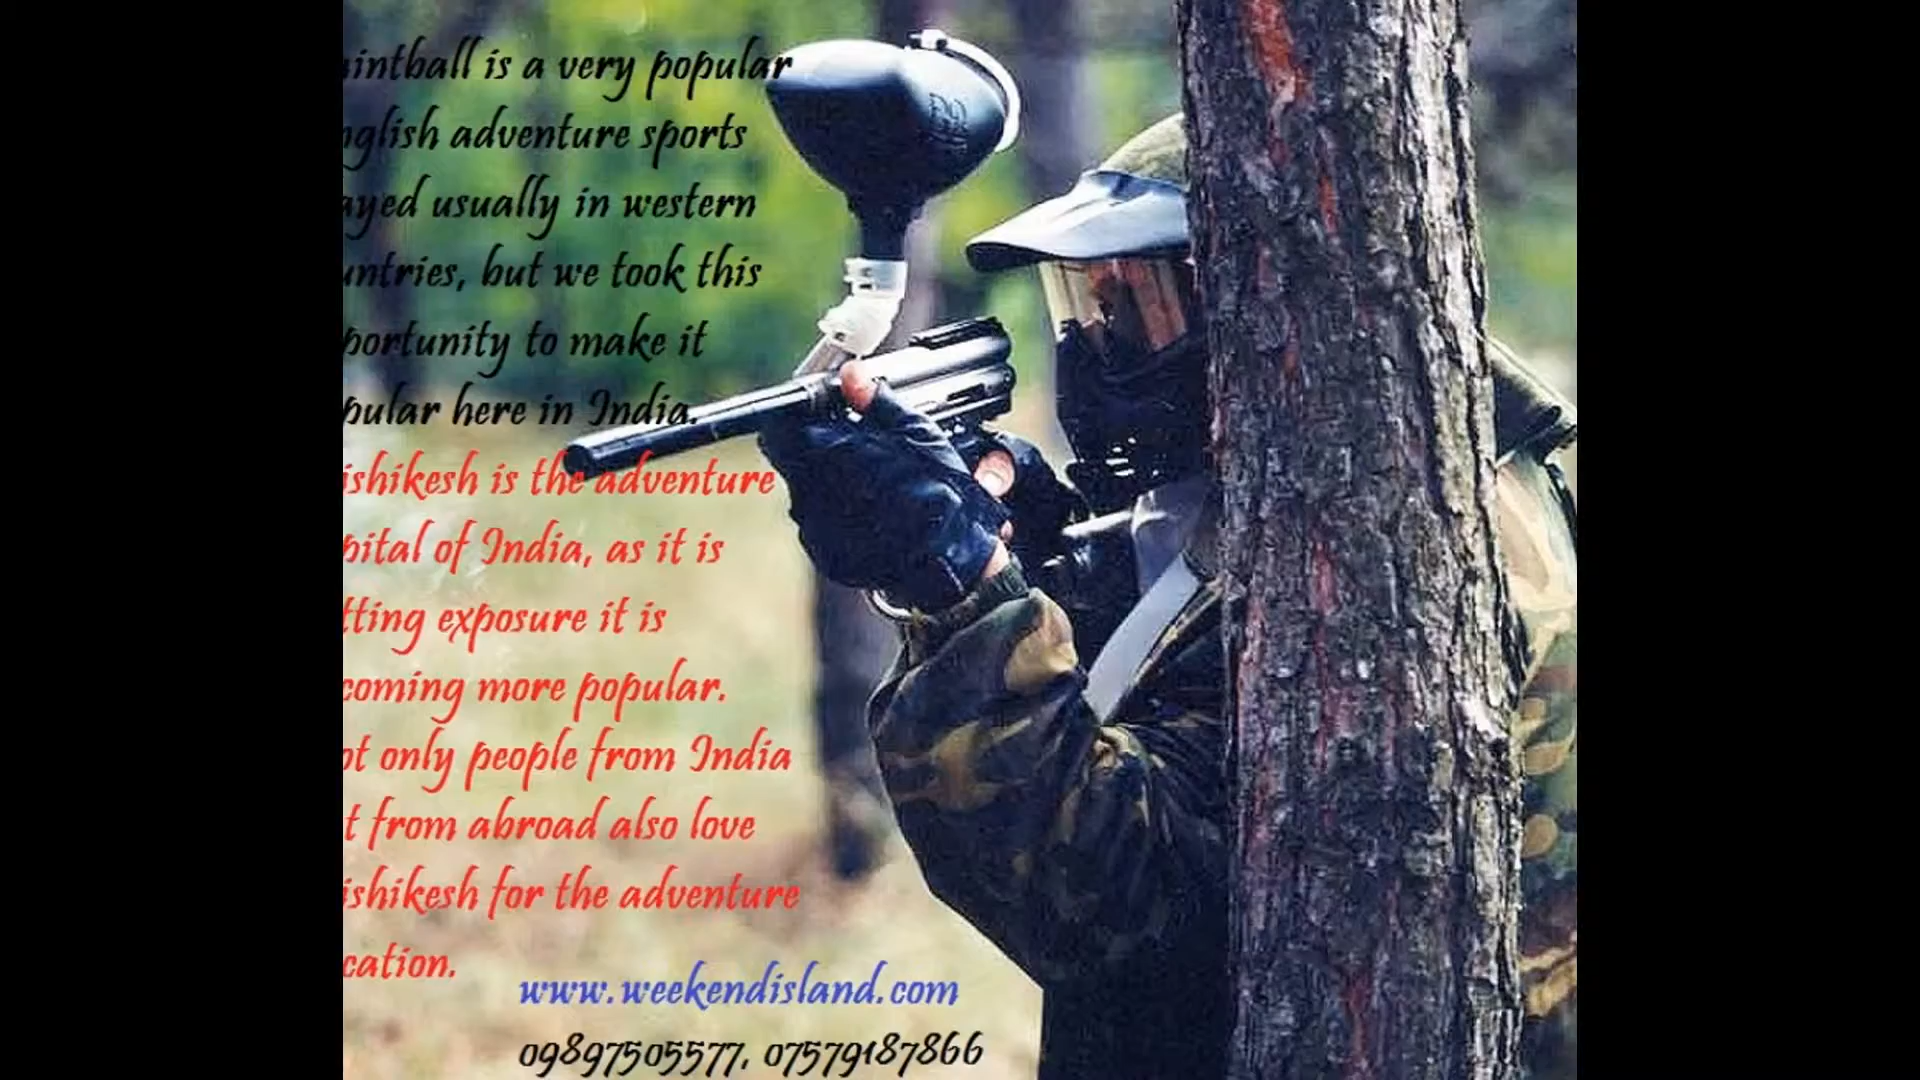 aintball is a very popular
nglish adventure sports
ayed usually in western
untries, but we took this
portunity to make it
pular here in India.
ishikesh is the adventure
pital of India, as it is
tting exposure it is
coming more popular.
ot only people from India
t from abroad also love
ishikesh for the adventure
cation.
www.weekendisland.com
09897505577, 07579187866